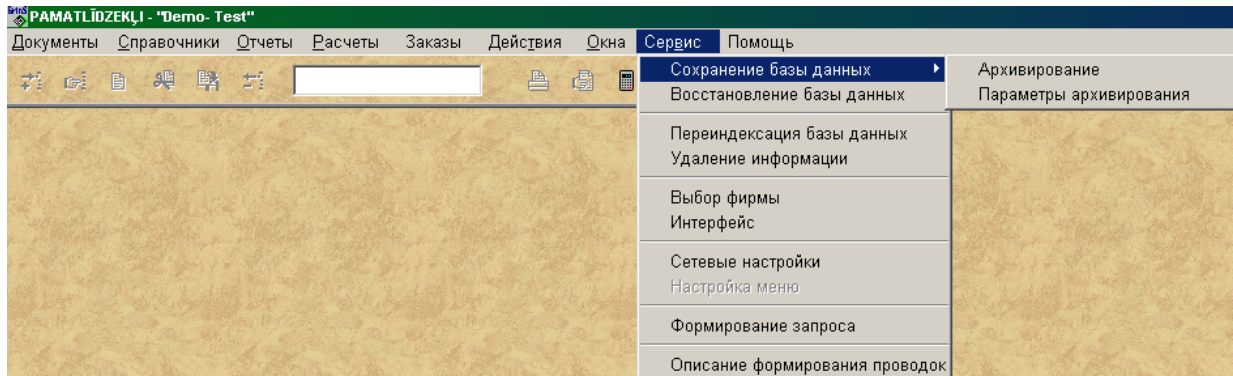 PAMATLĪDZEKĻI - "Demo- Test"
Документы Справочники Отчеты Расчеты Заказы Действия Окна Сервис Помощь
Сохранение базы данных
Восстановление базы данных
Переиндексация базы данных
Удаление информации
Выбор фирмы
Интерфейс
Сетевые настройки
Настройка меню
Формирование запроса
Описание формирования проводок
Архивирование
Параметры архивирования